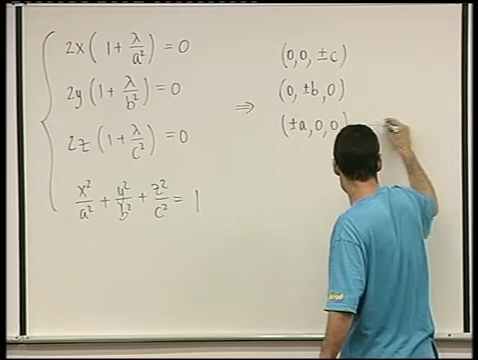 2x(1 + λ/a²) = 0
2y(1 + λ/b²) = 0
2z(1 + λ/c²) = 0
x²/a² + y²/b² + z²/c² = 1
⇒
(0, 0, ±c)
(0, ±b, 0)
(±a, 0, 0)